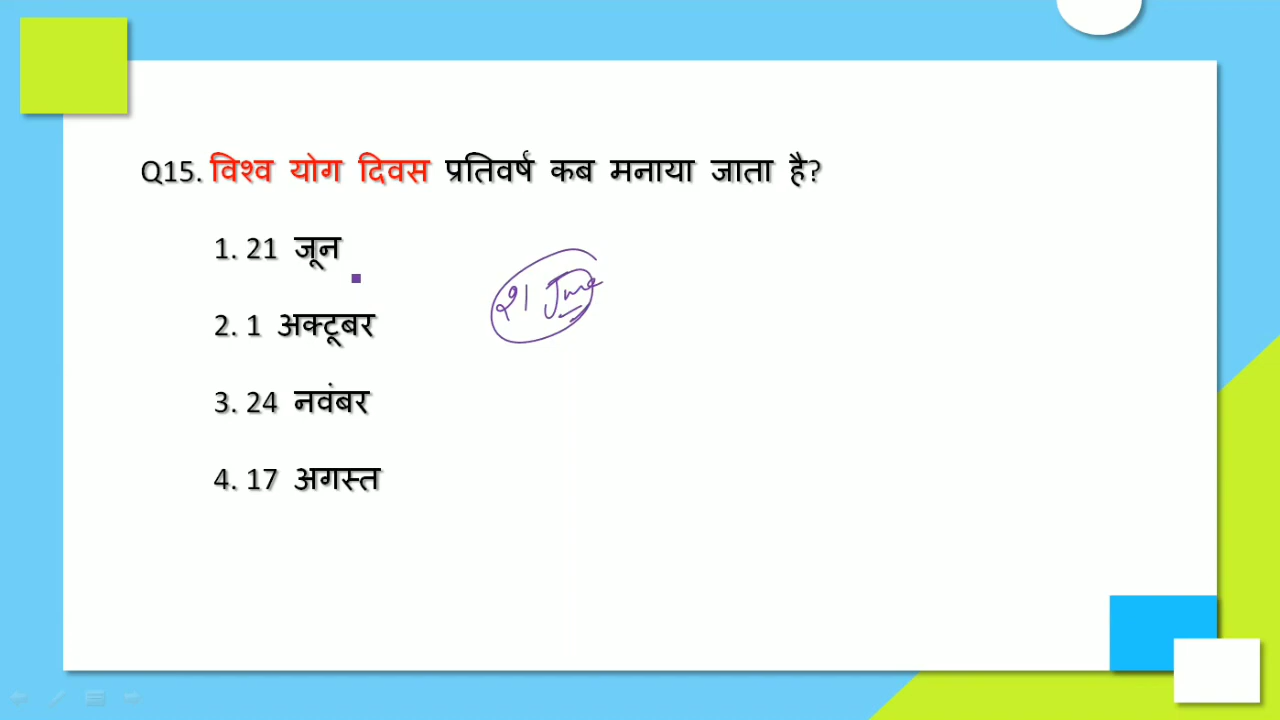 Q15. विश्व योग दिवस प्रतिवर्ष कब मनाया जाता है?
1. 21 जून
21 June
2. 1 अक्टूबर
3. 24 नवंबर
4. 17 अगस्त